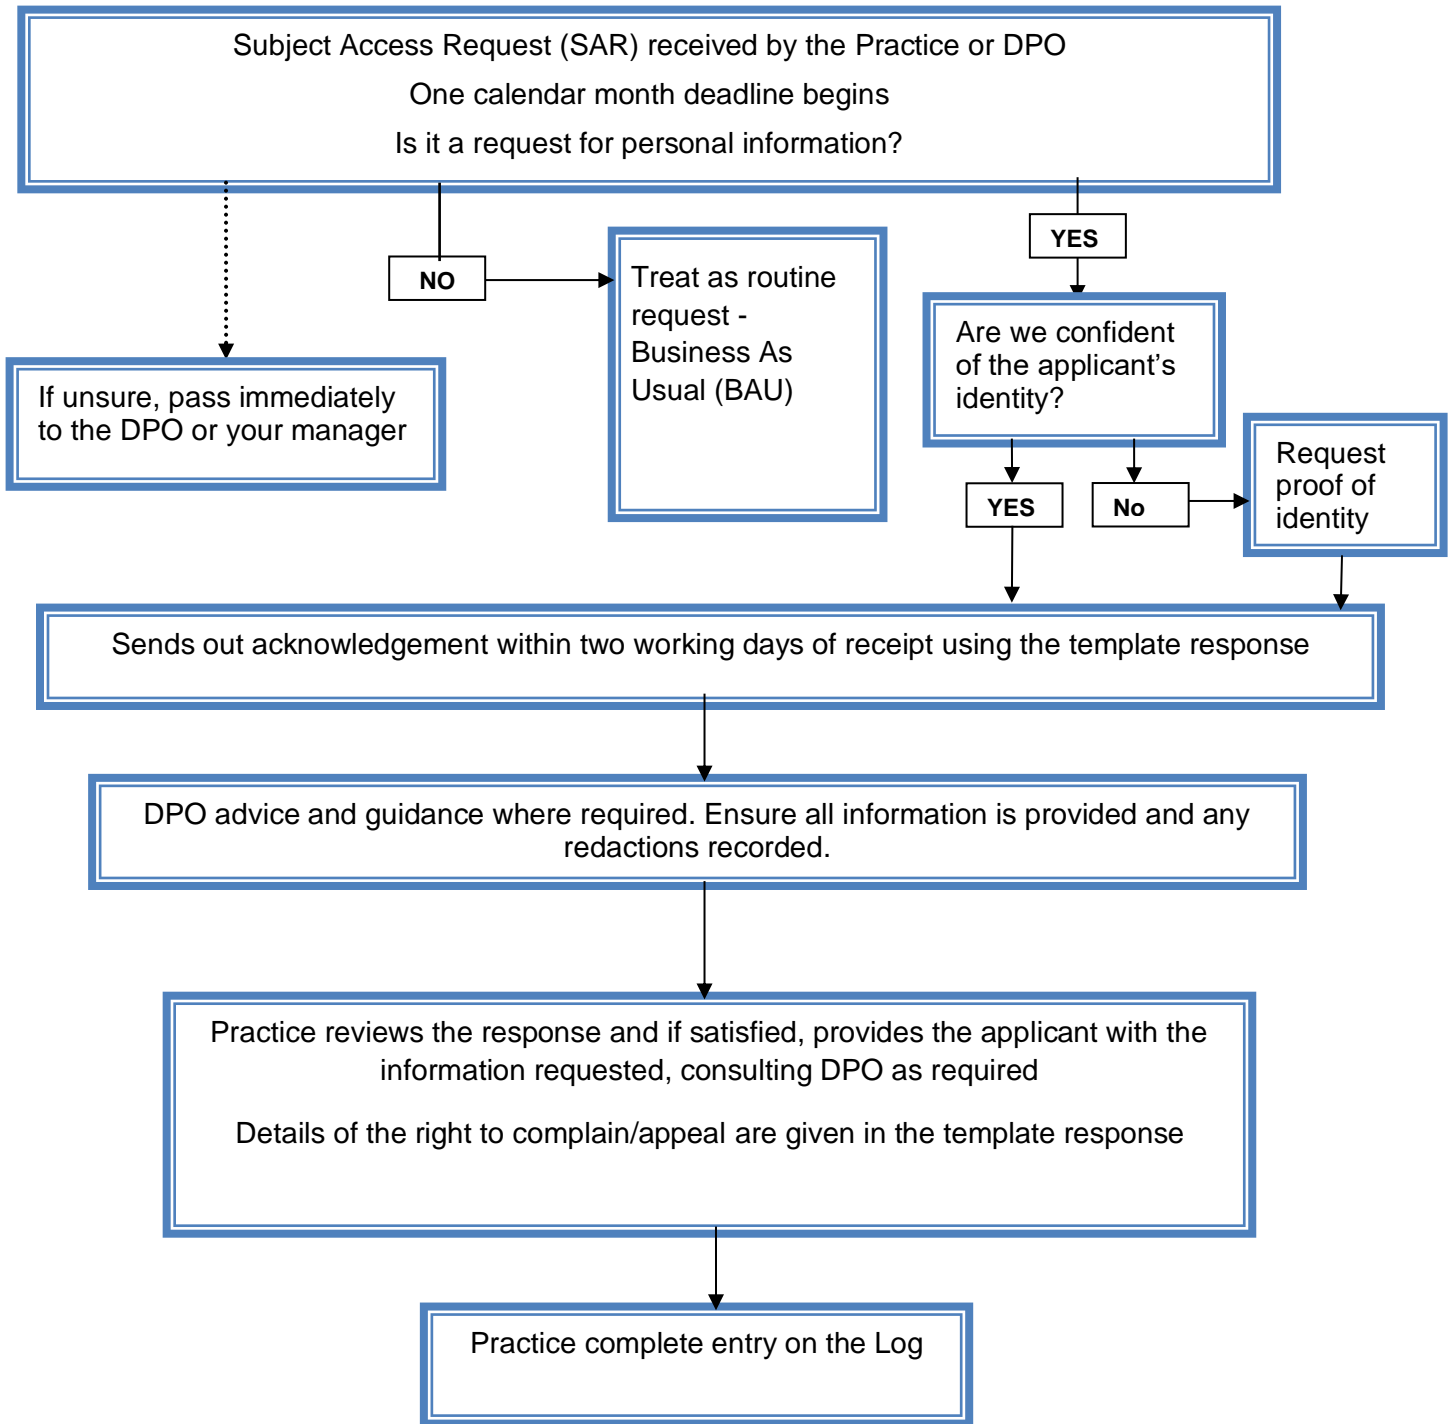 Subject Access Request (SAR) received by the Practice or DPO
One calendar month deadline begins
Is it a request for personal information?
YES
NO
Treat as routine
request -
Business As
Usual (BAU)
Are we confident
of the applicant’s
identity?
If unsure, pass immediately
to the DPO or your manager
Request
proof of
identity
YES
No
Sends out acknowledgement within two working days of receipt using the template response
DPO advice and guidance where required. Ensure all information is provided and any
redactions recorded.
Practice reviews the response and if satisfied, provides the applicant with the
information requested, consulting DPO as required
Details of the right to complain/appeal are given in the template response
Practice complete entry on the Log